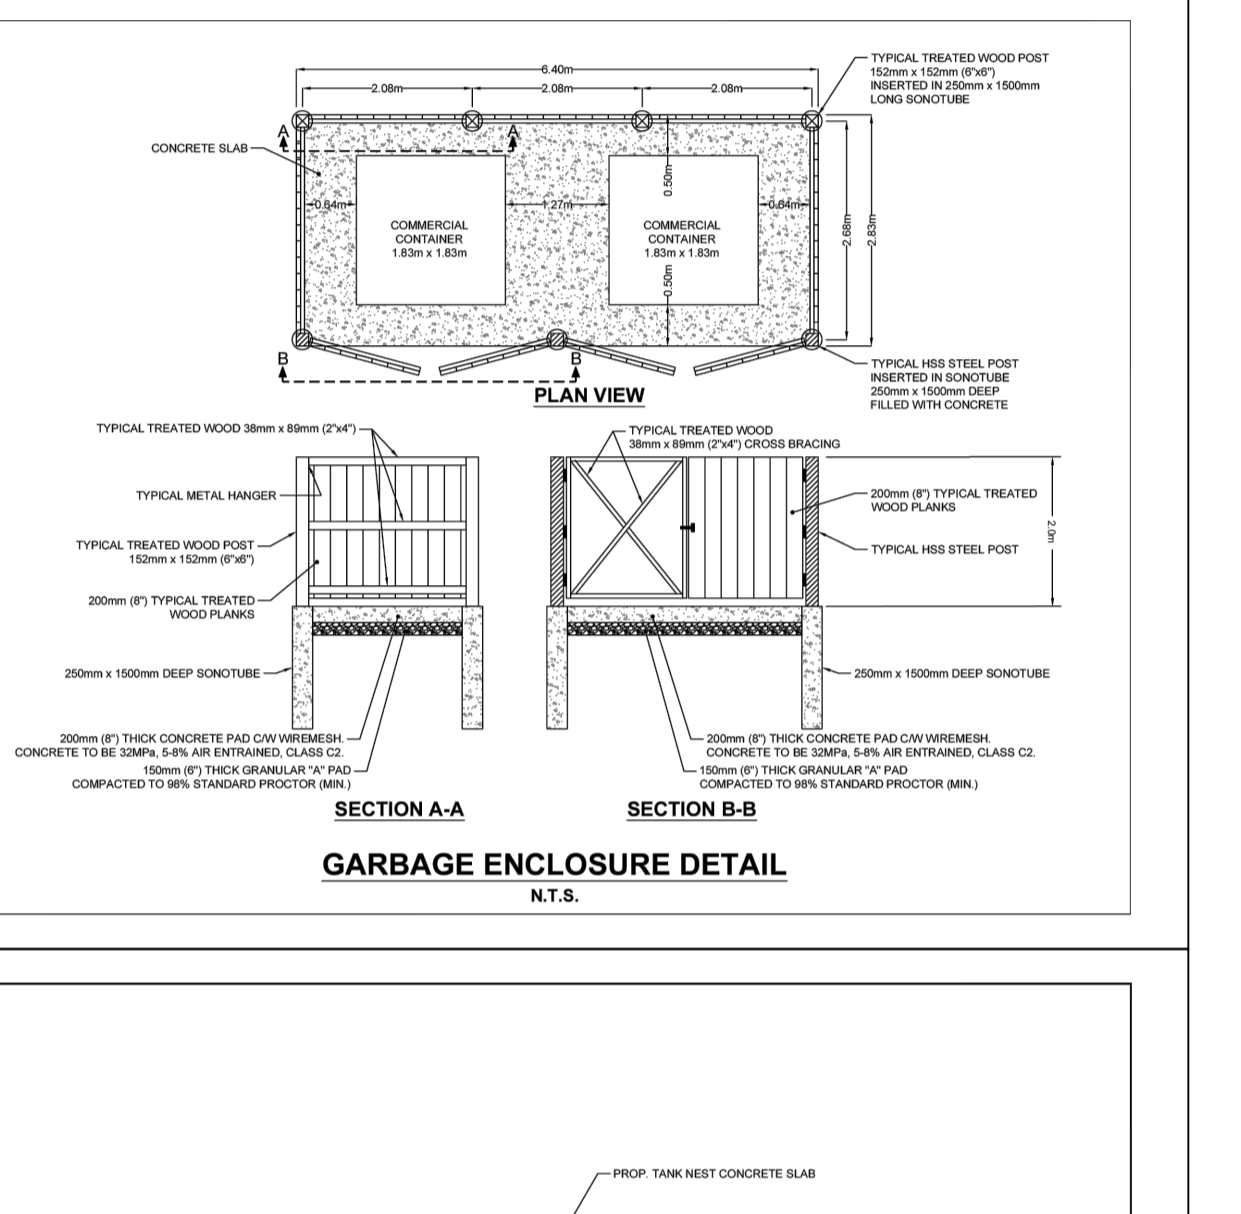 6.40m
2.08m
2.08m
2.08m
TYPICAL TREATED WOOD POST
152mm x 152mm (6"x6")
INSERTED IN 250mm x 1500mm
LONG SONOTUBE
A
A
CONCRETE SLAB
0.64m
1.27m
0.50m
0.64m
COMMERCIAL
CONTAINER
1.83m x 1.83m
COMMERCIAL
CONTAINER
1.83m x 1.83m
0.50m
2.68m
2.83m
B
B
TYPICAL HSS STEEL POST
INSERTED IN SONOTUBE
250mm x 1500mm DEEP
FILLED WITH CONCRETE
PLAN VIEW
TYPICAL TREATED WOOD 38mm x 89mm (2"x4")
TYPICAL METAL HANGER
TYPICAL TREATED WOOD POST
152mm x 152mm (6"x6")
200mm (8") TYPICAL TREATED
WOOD PLANKS
250mm x 1500mm DEEP SONOTUBE
200mm (8") THICK CONCRETE PAD C/W WIREMESH.
CONCRETE TO BE 32MPa, 5-8% AIR ENTRAINED, CLASS C2.
150mm (6") THICK GRANULAR "A" PAD
COMPACTED TO 98% STANDARD PROCTOR (MIN.)
SECTION A-A
TYPICAL TREATED WOOD
38mm x 89mm (2"x4") CROSS BRACING
200mm (8") TYPICAL TREATED
WOOD PLANKS
2.0m
TYPICAL HSS STEEL POST
250mm x 1500mm DEEP SONOTUBE
200mm (8") THICK CONCRETE PAD C/W WIREMESH.
CONCRETE TO BE 32MPa, 5-8% AIR ENTRAINED, CLASS C2.
150mm (6") THICK GRANULAR "A" PAD
COMPACTED TO 98% STANDARD PROCTOR (MIN.)
SECTION B-B
GARBAGE ENCLOSURE DETAIL
N.T.S.
PROP. TANK NEST CONCRETE SLAB